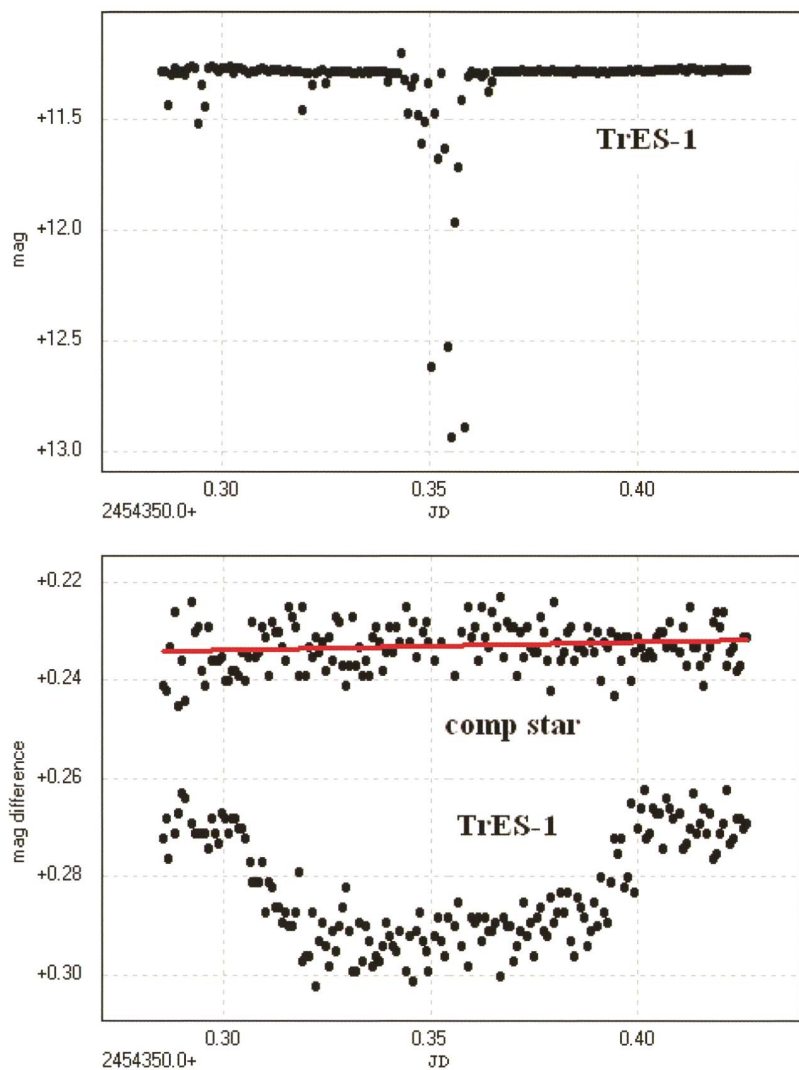 +11.5
TrES-1
+12.0
mag
+12.5
+13.0
0.30 0.35 0.40
2454350.0+ JD
+0.22
+0.24
comp star
+0.26
mag difference
TrES-1
+0.28
+0.30
0.30 0.35 0.40
2454350.0+ JD